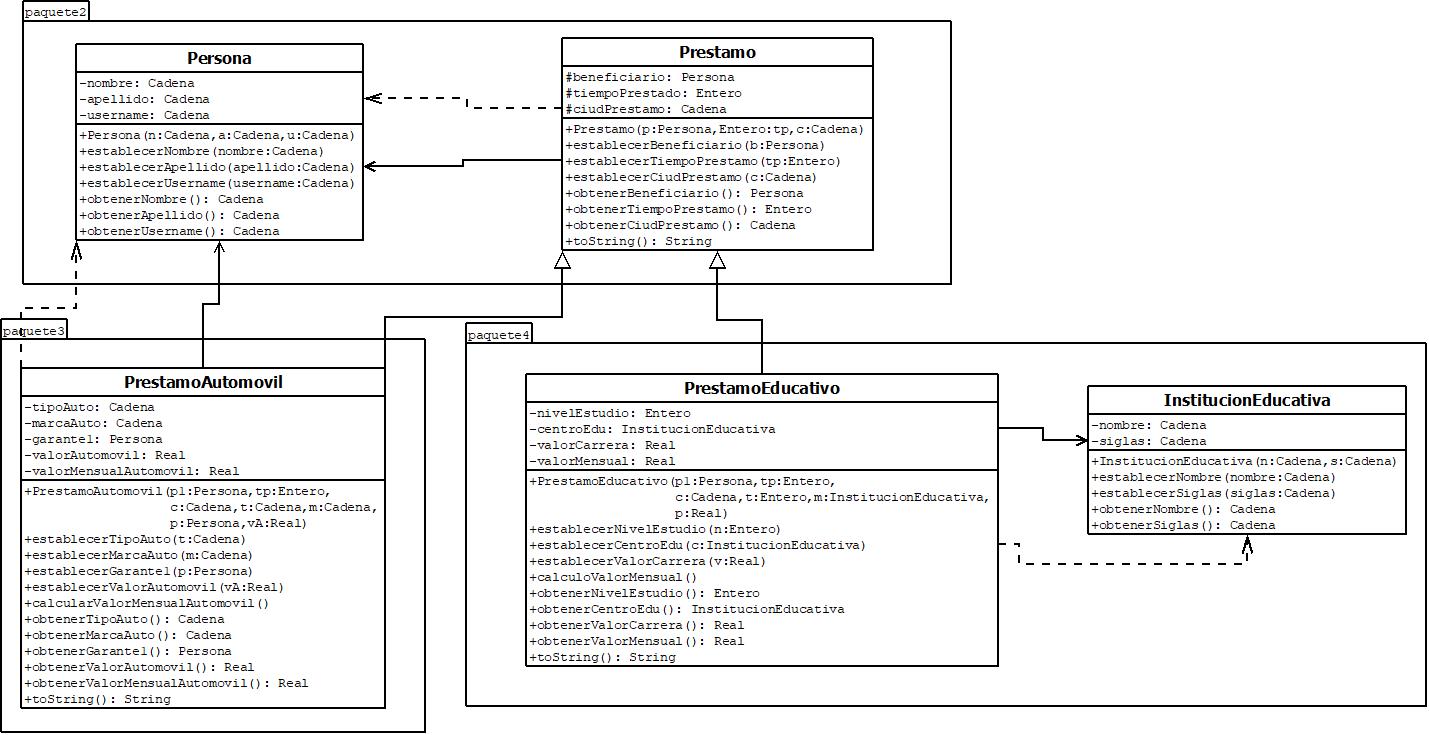 paquete2
Persona
-nombre: Cadena
-apellido: Cadena
-username: Cadena
+Persona(n:Cadena,a:Cadena,u:Cadena)
+establecerNombre(nombre:Cadena)
+establecerApellido(apellido:Cadena)
+establecerUsername(username:Cadena)
+obtenerNombre(): Cadena
+obtenerApellido(): Cadena
+obtenerUsername(): Cadena
Prestamo
#beneficiario: Persona
#tiempoPrestado: Entero
#ciudPrestamo: Cadena
+Prestamo(p:Persona,Entero:tp,c:Cadena)
+establecerBeneficiario(b:Persona)
+establecerTiempoPrestamo(tp:Entero)
+establecerCiudPrestamo(c:Cadena)
+obtenerBeneficiario(): Persona
+obtenerTiempoPrestamo(): Entero
+obtenerCiudPrestamo(): Cadena
+toString(): String
paquete3
PrestamoAutomovil
-tipoAuto: Cadena
-marcaAuto: Cadena
-garante1: Persona
-valorAutomovil: Real
-valorMensualAutomovil: Real
+PrestamoAutomovil(p1:Persona,tp:Entero,
c:Cadena,t:Cadena,m:Cadena,
p:Persona,vA:Real)
+establecerTipoAuto(t:Cadena)
+establecerMarcaAuto(m:Cadena)
+establecerGarante1(p:Persona)
+establecerValorAutomovil(vA:Real)
+calcularValorMensualAutomovil()
+obtenerTipoAuto(): Cadena
+obtenerMarcaAuto(): Cadena
+obtenerGarante1(): Persona
+obtenerValorAutomovil(): Real
+obtenerValorMensualAutomovil(): Real
+toString(): String
paquete4
PrestamoEducativo
-nivelEstudio: Entero
-centroEdu: InstitucionEducativa
-valorCarrera: Real
-valorMensual: Real
+PrestamoEducativo(p1:Persona,tp:Entero,
c:Cadena,t:Entero,m:InstitucionEducativa,
p:Real)
+establecerNivelEstudio(n:Entero)
+establecerCentroEdu(c:InstitucionEducativa)
+establecerValorCarrera(v:Real)
+calculoValorMensual()
+obtenerNivelEstudio(): Entero
+obtenerCentroEdu(): InstitucionEducativa
+obtenerValorCarrera(): Real
+obtenerValorMensual(): Real
+toString(): String
InstitucionEducativa
-nombre: Cadena
-siglas: Cadena
+InstitucionEducativa(n:Cadena,s:Cadena)
+establecerNombre(nombre:Cadena)
+establecerSiglas(siglas:Cadena)
+obtenerNombre(): Cadena
+obtenerSiglas(): Cadena